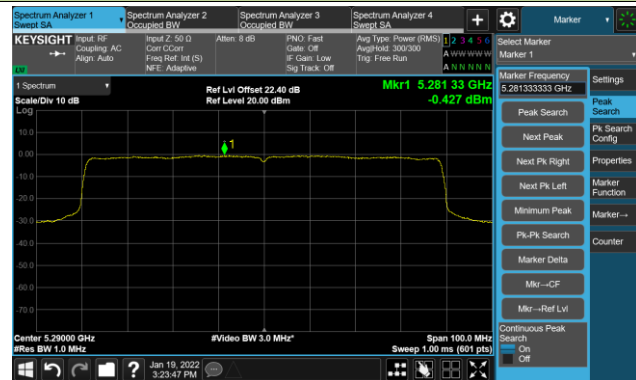 Spectrum Analyzer 1
Swept SA
Spectrum Analyzer 2
Occupied BW
Spectrum Analyzer 3
Occupied BW
Spectrum Analyzer 4
Swept SA
+
Marker
KEYSIGHT
Input: RF
Coupling: AC
Align: Auto
Input Z: 50 Ω
Corr CCorr
Freq Ref: Int (S)
NFE: Adaptive
Atten: 8 dB
PNO: Fast
Gate: Off
IF Gain: Low
Sig Track: Off
Avg Type: Power (RMS)
Avg|Hold: 300/300
Trig: Free Run
1 2 3 4 5 6
A W W W W W
A N N N N N
Select Marker
Marker 1
1 Spectrum
Scale/Div 10 dB
Log
Ref Lvl Offset 22.40 dB
Ref Level 20.00 dBm
Mkr1 5.281 33 GHz
-0.427 dBm
Marker Frequency
5.281333333 GHz
Settings
Peak Search
Peak
Search
Next Peak
Pk Search
Config
Next Pk Right
Properties
Next Pk Left
Marker
Function
Minimum Peak
Marker→
Pk-Pk Search
Counter
Marker Delta
Mkr→CF
Mkr→Ref Lvl
Continuous Peak
Search
On
Off
10.0
0.00
-10.0
-20.0
-30.0
-40.0
-50.0
-60.0
-70.0
1
Center 5.29000 GHz
#Res BW 1.0 MHz
#Video BW 3.0 MHz*
Span 100.0 MHz
Sweep 1.00 ms (601 pts)
?
Jan 19, 2022
3:23:47 PM